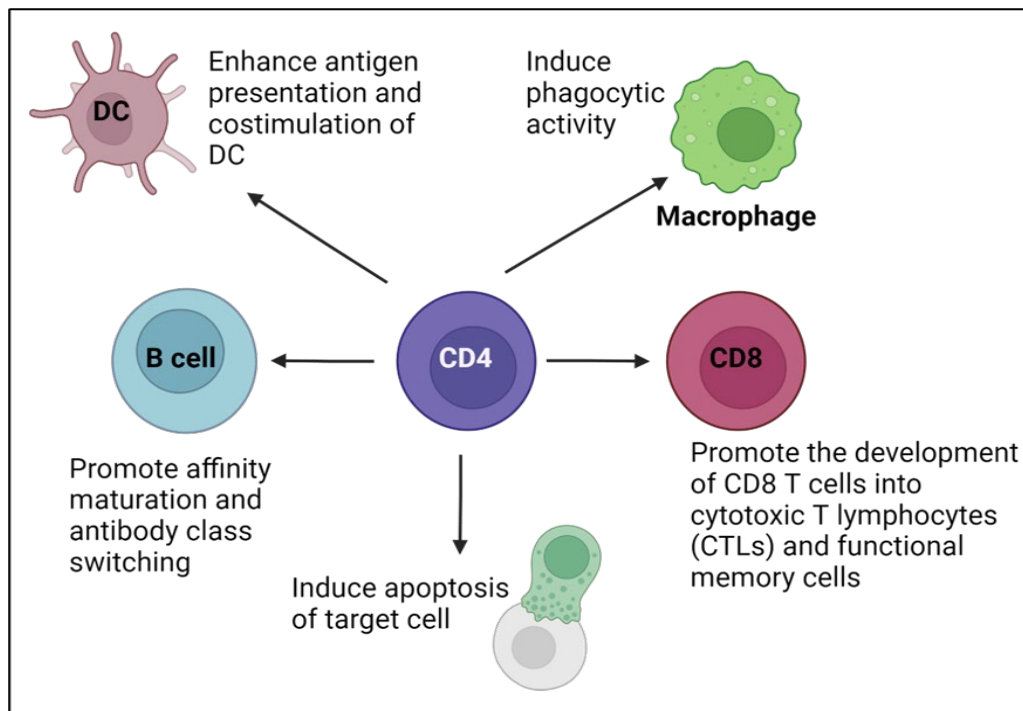 DC
Enhance antigen
presentation and
costimulation of
DC
Induce
phagocytic
activity
Macrophage
B cell
CD4
CD8
Promote affinity
maturation and
antibody class
switching
Promote the development
of CD8 T cells into
cytotoxic T lymphocytes
(CTLs) and functional
memory cells
Induce apoptosis
of target cell